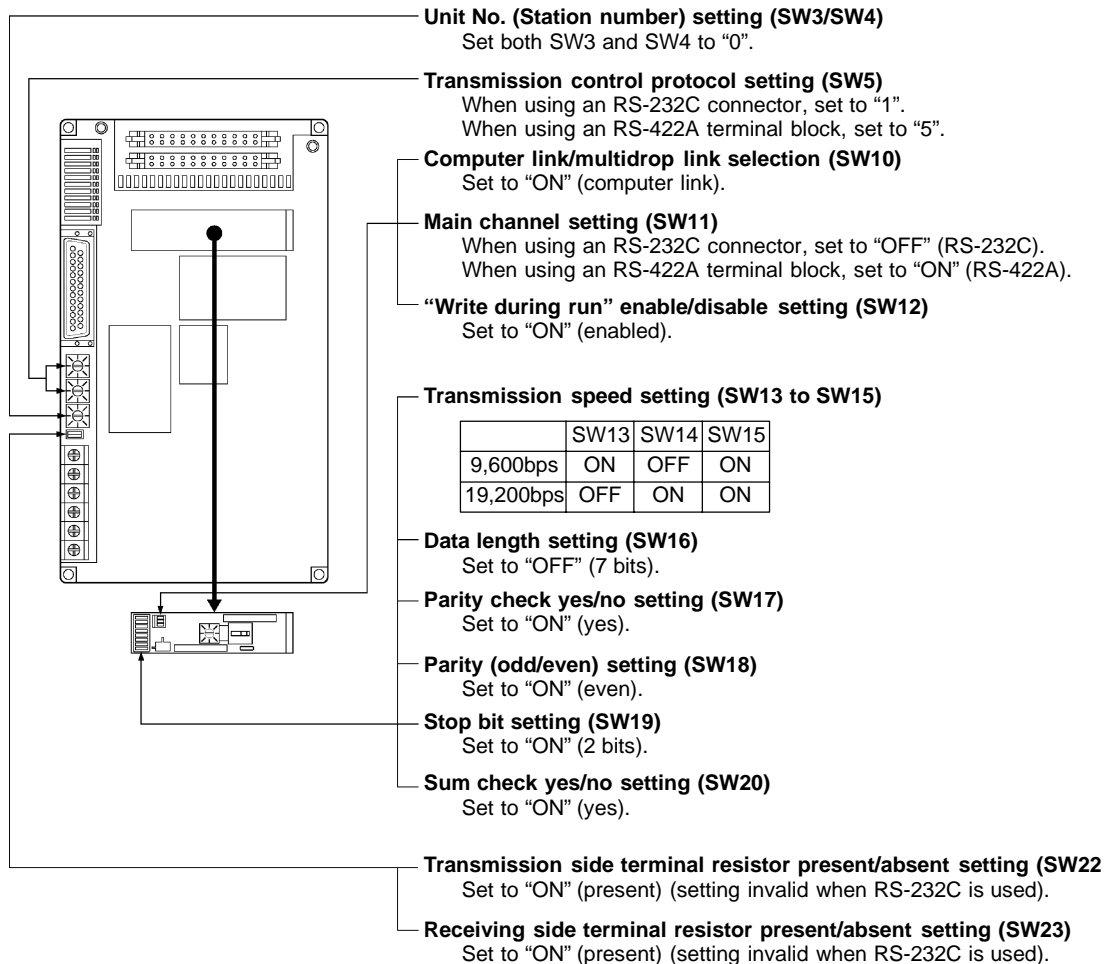 Unit No. (Station number) setting (SW3/SW4)
Set both SW3 and SW4 to “0”.
Transmission control protocol setting (SW5)
When using an RS-232C connector, set to “1”.
When using an RS-422A terminal block, set to “5”.
Computer link/multidrop link selection (SW10)
Set to “ON” (computer link).
Main channel setting (SW11)
When using an RS-232C connector, set to “OFF” (RS-232C).
When using an RS-422A terminal block, set to “ON” (RS-422A).
“Write during run” enable/disable setting (SW12)
Set to “ON” (enabled).
Transmission speed setting (SW13 to SW15)
SW13 SW14 SW15
9,600bps ON OFF ON
19,200bps OFF ON ON
Data length setting (SW16)
Set to “OFF” (7 bits).
Parity check yes/no setting (SW17)
Set to “ON” (yes).
Parity (odd/even) setting (SW18)
Set to “ON” (even).
Stop bit setting (SW19)
Set to “ON” (2 bits).
Sum check yes/no setting (SW20)
Set to “ON” (yes).
Transmission side terminal resistor present/absent setting (SW22
Set to “ON” (present) (setting invalid when RS-232C is used).
Receiving side terminal resistor present/absent setting (SW23)
Set to “ON” (present) (setting invalid when RS-232C is used).